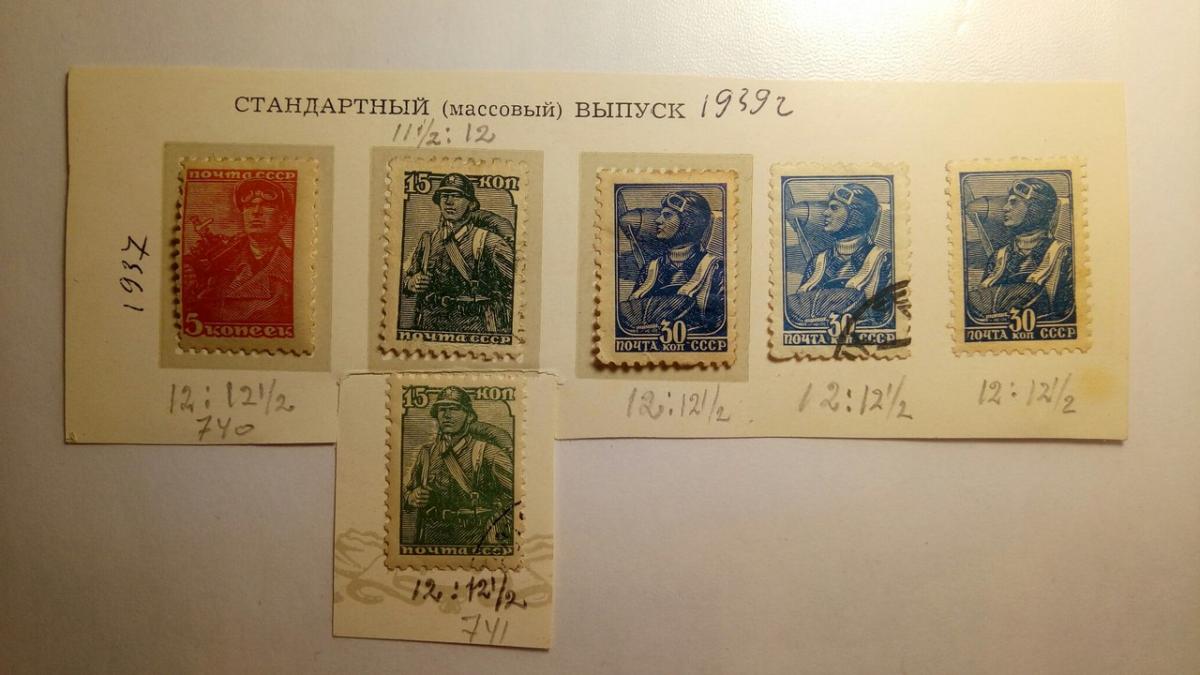 СТАНДАРТНЫЙ (массовый) ВЫПУСК 1939г
11½:12
1937
ПОЧТА СССР
5 КОПЕЕК
15 КОП
ПОЧТА СССР
30
ПОЧТА КОП СССР
30
ПОЧТА КОП СССР
30
ПОЧТА КОП СССР
12:12½
740
12:12½
12:12½
12:12½
15 КОП
ПОЧТА СССР
12:12½
741